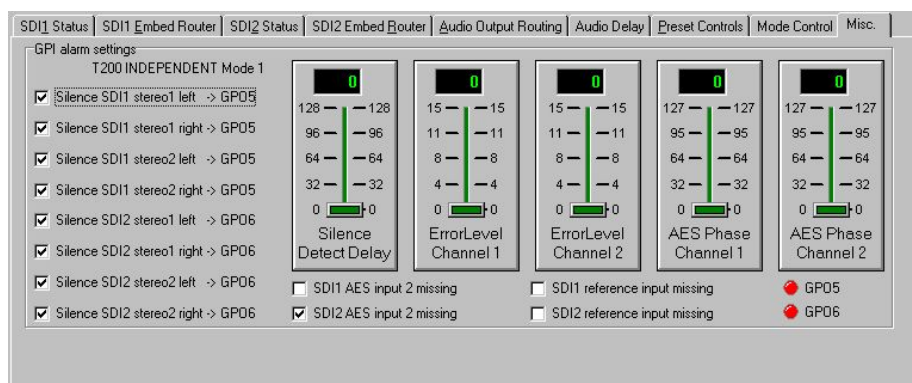 SDI1 Status SDI1 Embed Router SDI2 Status SDI2 Embed Router Audio Output Routing Audio Delay Preset Controls Mode Control Misc.
GPI alarm settings
T200 INDEPENDENT Mode 1
Silence SDI1 stereo1 left -> GPO5
Silence SDI1 stereo1 right -> GPO5
Silence SDI1 stereo2 left -> GPO5
Silence SDI1 stereo2 right -> GPO5
Silence SDI2 stereo1 left -> GPO6
Silence SDI2 stereo1 right -> GPO6
Silence SDI2 stereo2 left -> GPO6
Silence SDI2 stereo2 right -> GPO6
0
128 128
96 96
64 64
32 32
0 0
Silence
Detect Delay
0
15 15
11 11
8 8
4 4
0 0
ErrorLevel
Channel 1
0
15 15
11 11
8 8
4 4
0 0
ErrorLevel
Channel 2
0
127 127
95 95
64 64
32 32
0 0
AES Phase
Channel 1
0
127 127
95 95
64 64
32 32
0 0
AES Phase
Channel 2
SDI1 AES input 2 missing
SDI2 AES input 2 missing
SDI1 reference input missing
SDI2 reference input missing
GPO5
GPO6